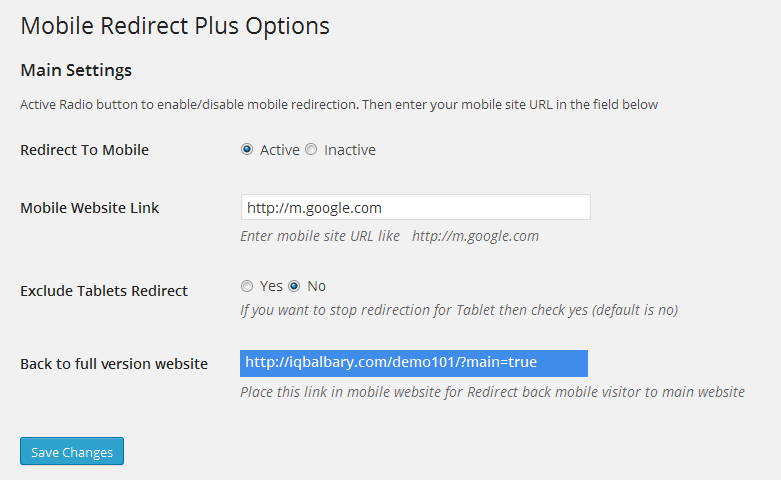 Mobile Redirect Plus Options
Main Settings
Active Radio button to enable/disable mobile redirection. Then enter your mobile site URL in the field below
Redirect To Mobile Active Inactive
Mobile Website Link http://m.google.com
Enter mobile site URL like http://m.google.com
Exclude Tablets Redirect Yes No
If you want to stop redirection for Tablet then check yes (default is no)
Back to full version website http://iqbalbary.com/demo101/?main=true
Place this link in mobile website for Redirect back mobile visitor to main website
Save Changes